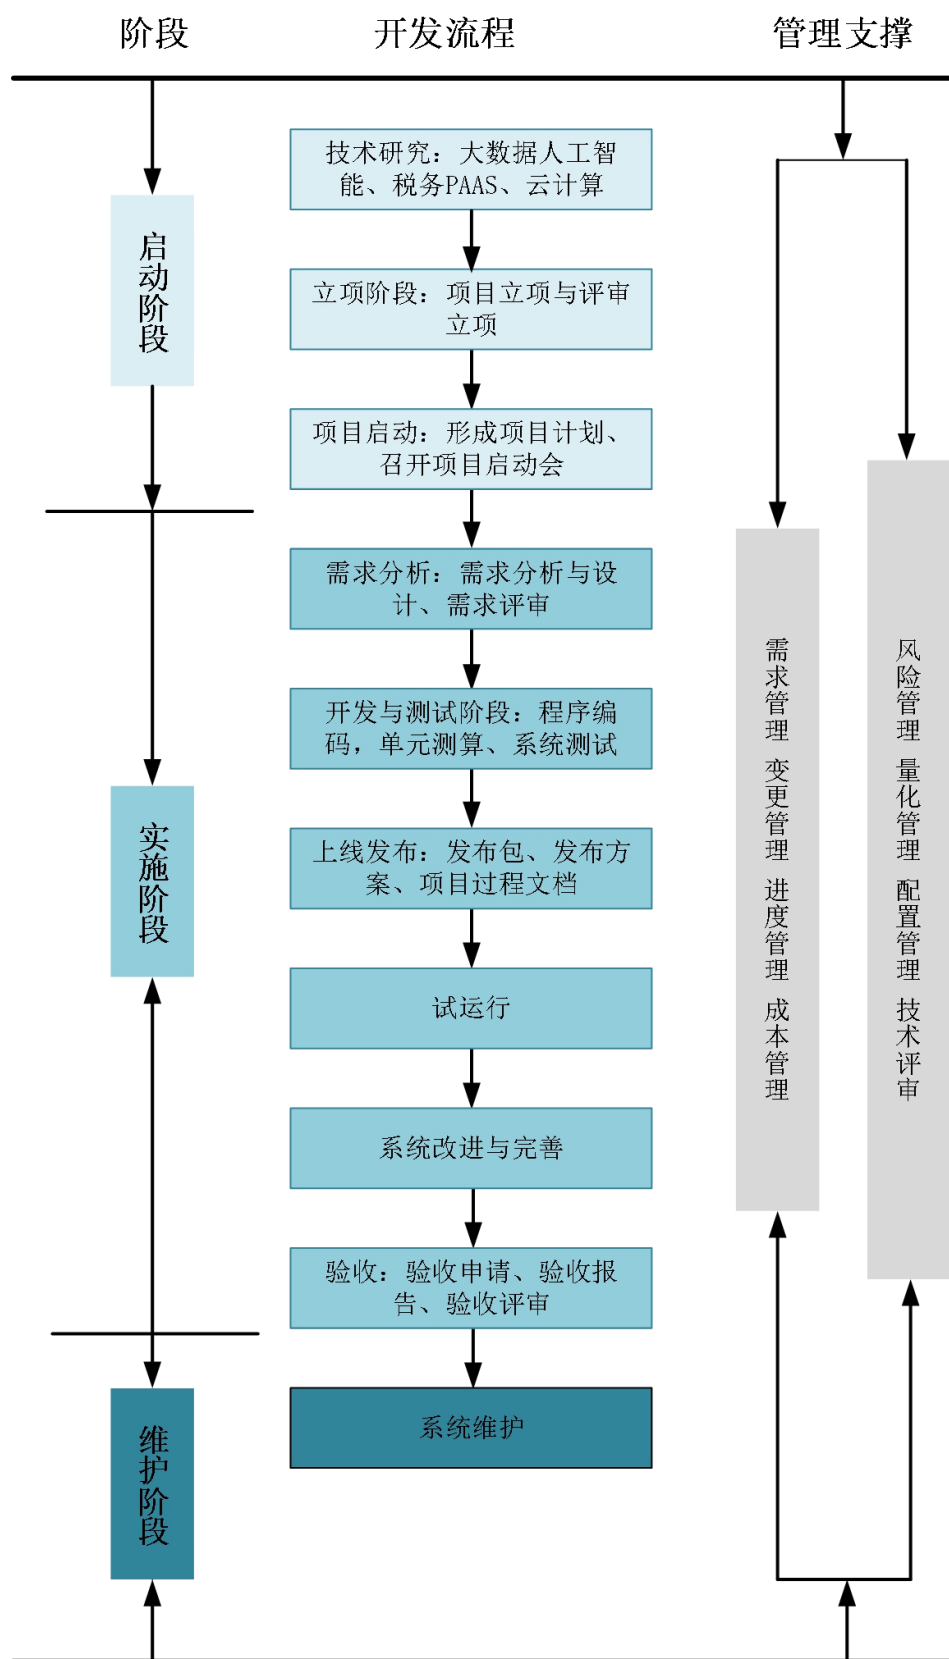 阶段
开发流程
管理支撑
技术研究：大数据人工智
能、税务PAAS、云计算
启动阶段
立项阶段：项目立项与评审
立项
项目启动：形成项目计划、
召开项目启动会
需求分析：需求分析与设
计、需求评审
开发与测试阶段：程序编
码，单元测算、系统测试
实施阶段
上线发布：发布包、发布方
案、项目过程文档
试运行
系统改进与完善
验收：验收申请、验收报
告、验收评审
维护阶段
系统维护
需求管理 变更管理 进度管理 成本管理
风险管理 量化管理 配置管理 技术评审